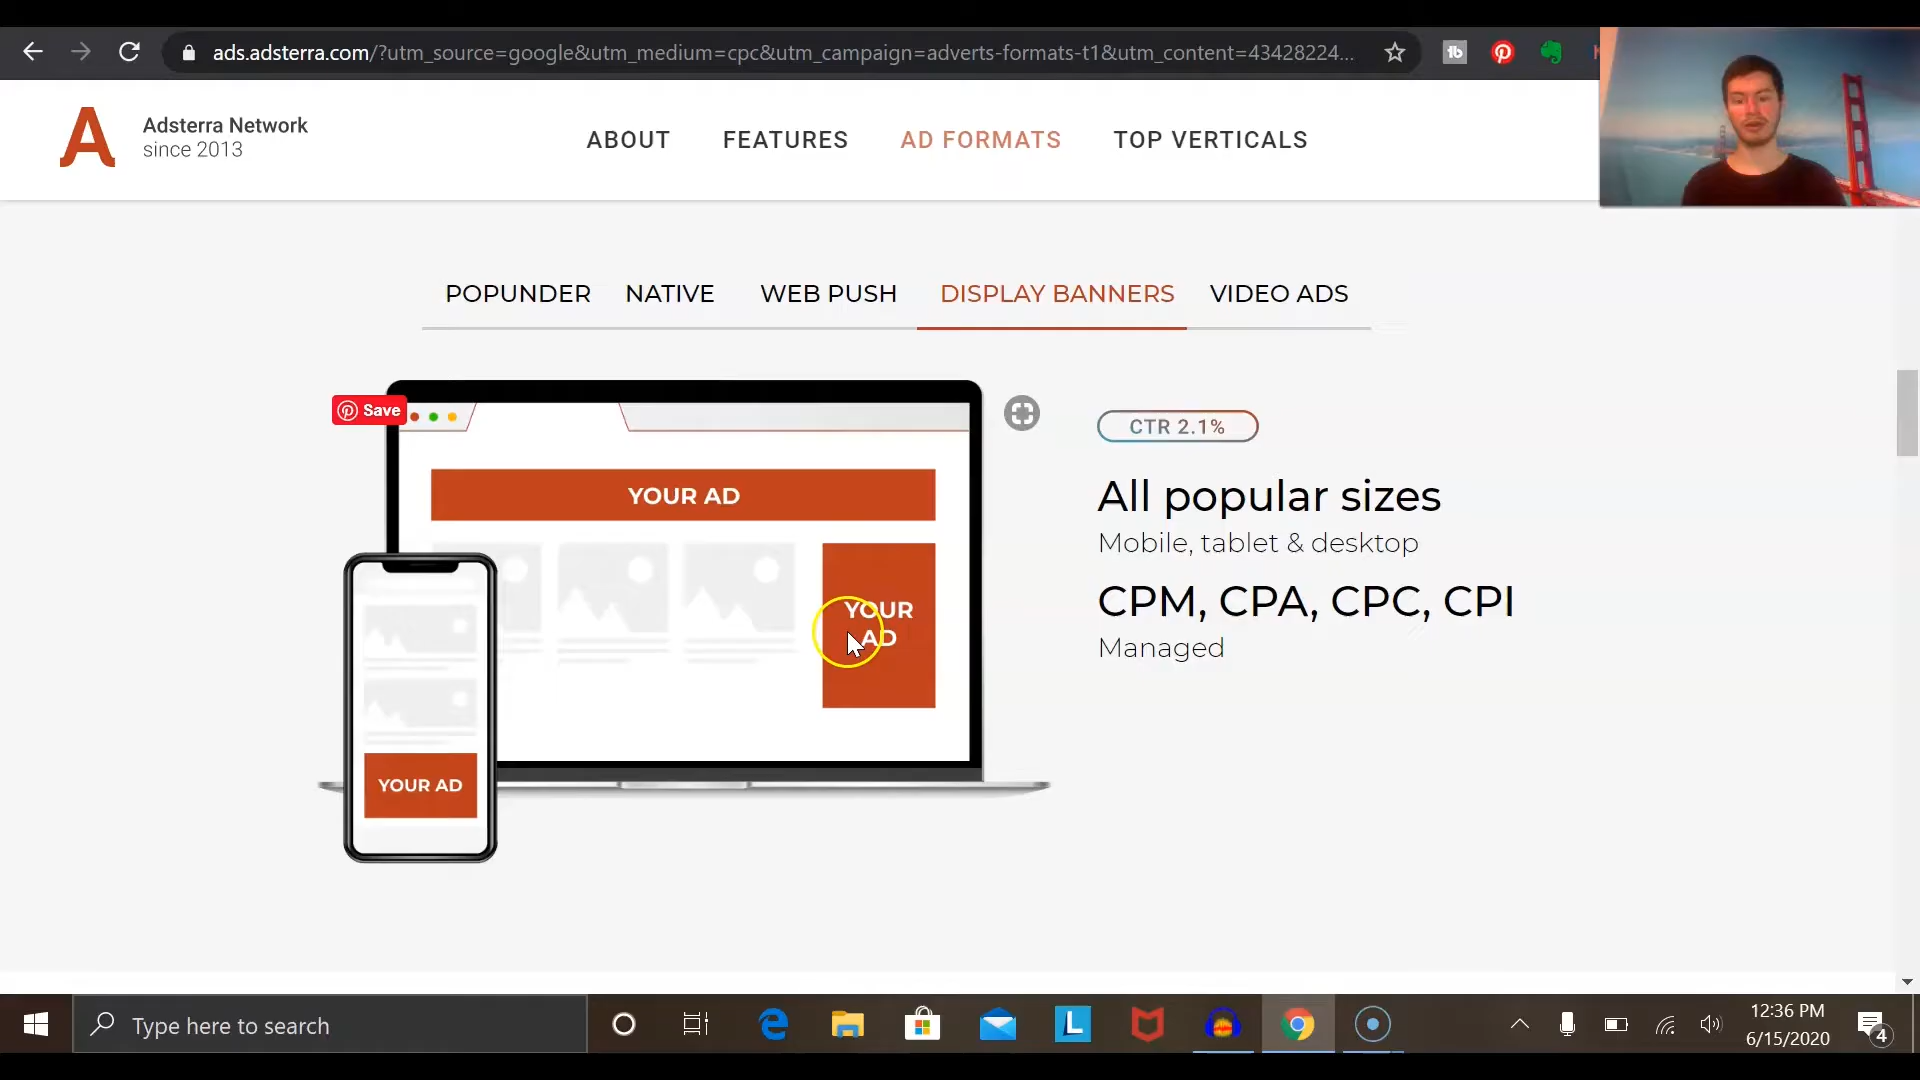 ads.adsterra.com/?utm_source=google&utm_medium=cpc&utm_campaign=adverts-formats-t1&utm_content=43428224...
Adsterra Network
since 2013
ABOUT
FEATURES
AD FORMATS
TOP VERTICALS
POPUNDER
NATIVE
WEB PUSH
DISPLAY BANNERS
VIDEO ADS
Save
YOUR AD
YOUR
AD
YOUR AD
CTR 2.1%
All popular sizes
Mobile, tablet & desktop
CPM, CPA, CPC, CPI
Managed
Type here to search
12:36 PM
6/15/2020
4